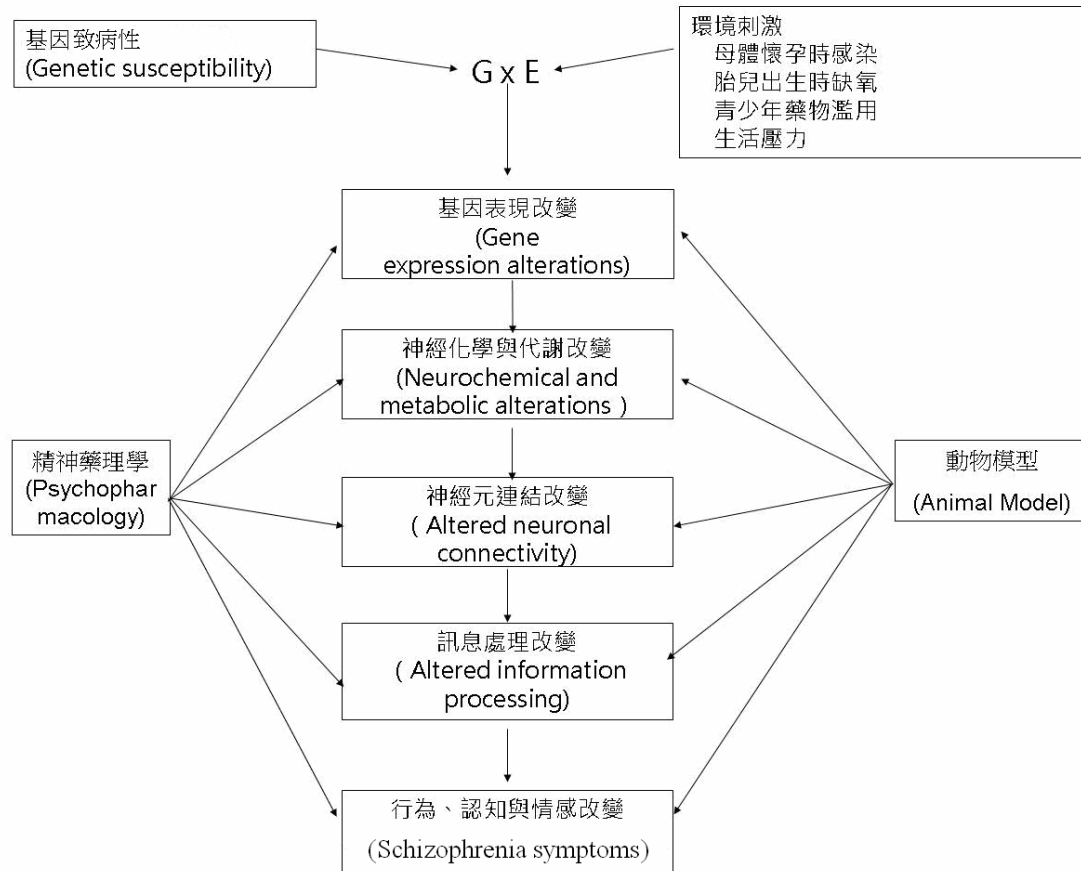 基因致病性
(Genetic susceptibility)
G x E
環境刺激
母體懷孕時感染
胎兒出生時缺氧
青少年藥物濫用
生活壓力
基因表現改變
(Gene
expression alterations)
神經化學與代謝改變
(Neurochemical and
metabolic alterations )
精神藥理學
(Psychophar
macology)
神經元連結改變
( Altered neuronal
connectivity)
動物模型
(Animal Model)
訊息處理改變
( Altered information
processing)
行為、認知與情感改變
(Schizophrenia symptoms)